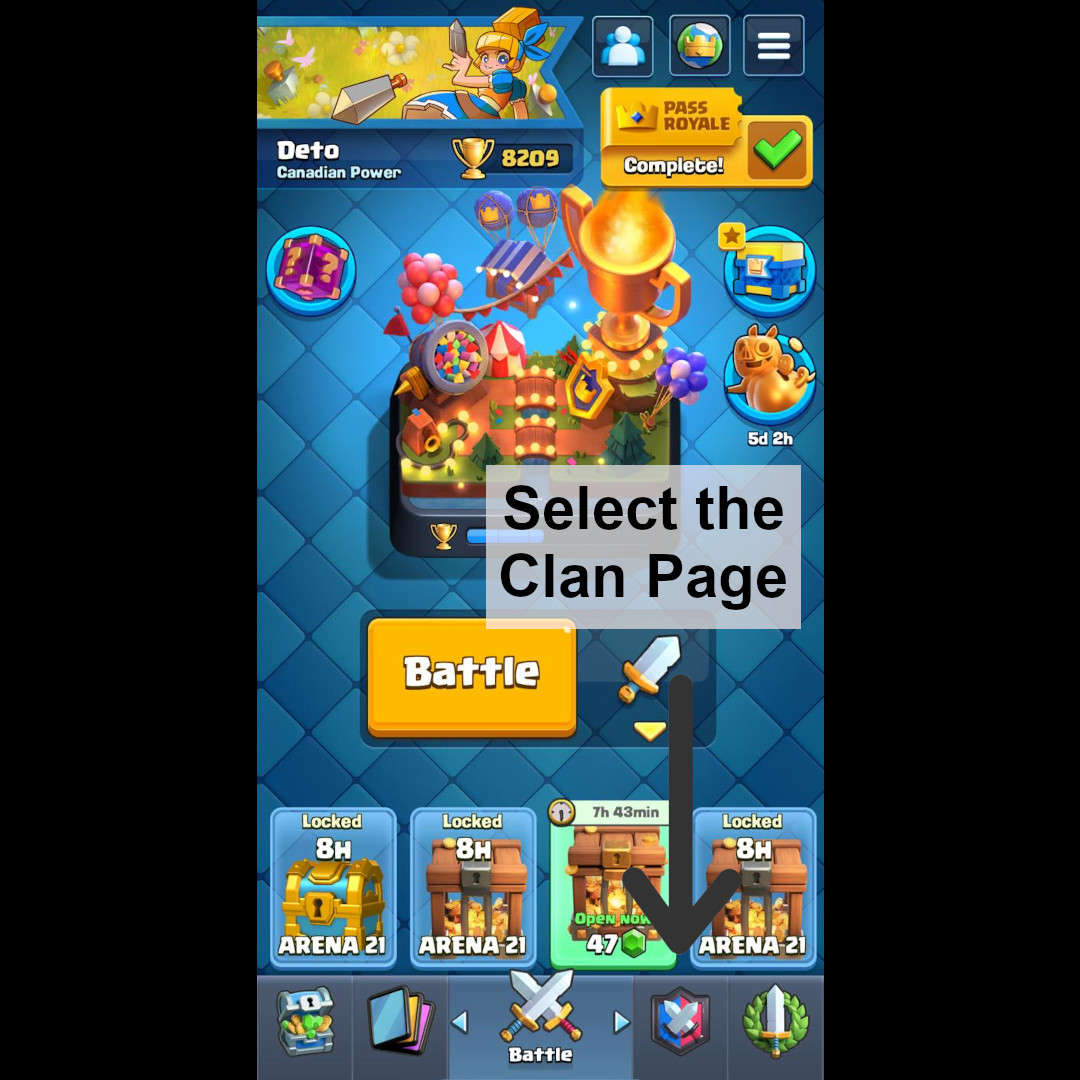 PASS
ROYALE
Complete!
Deto
8209
Canadian Power
? ?
5d 2h
Select the
Clan Page
Battle
Locked
8H
ARENA 21
Locked
8H
ARENA 21
7h 43min
Open now
47
Locked
8H
ARENA 21
Battle